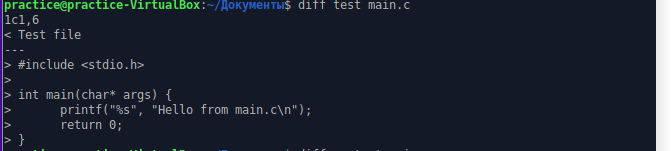 practice@practice-VirtualBox:~/Документы$ diff test main.c
1c1,6
< Test file
---
> #include <stdio.h>
>
> int main(char* args) {
>       printf("%s", "Hello from main.c\n");
>       return 0;
> }